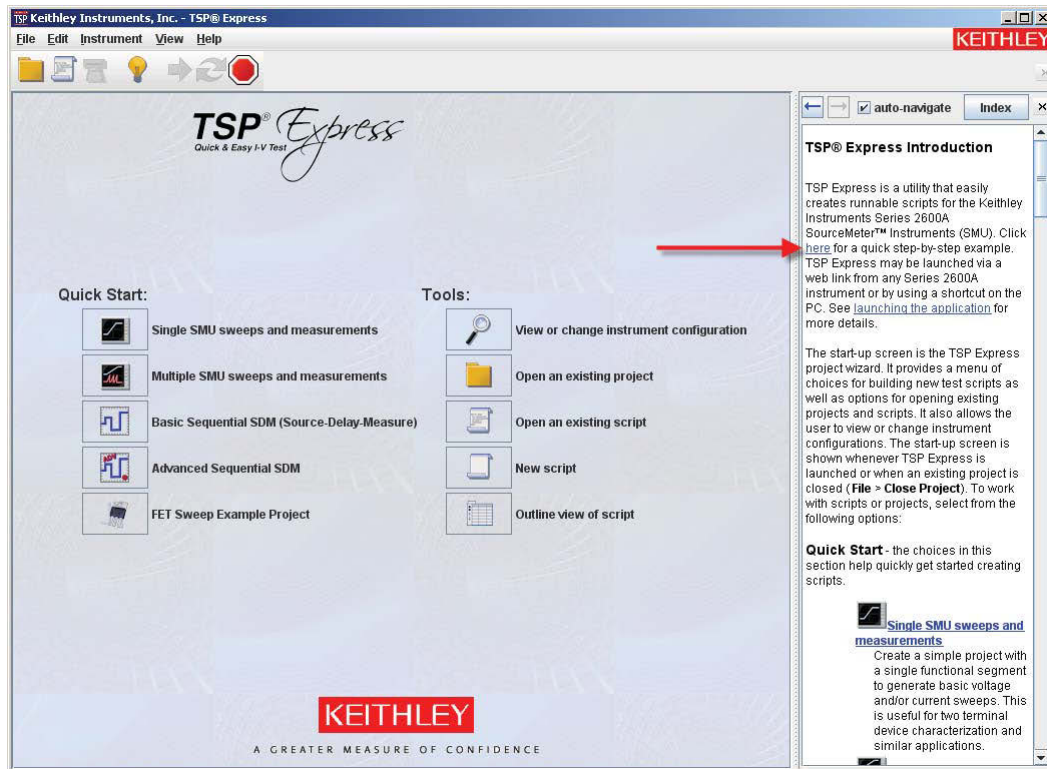 TSP Keithley Instruments, Inc. - TSP® Express
File Edit Instrument View Help
KEITHLEY
TSP® Express
Quick & Easy I-V Test
Quick Start:
Single SMU sweeps and measurements
Multiple SMU sweeps and measurements
Basic Sequential SDM (Source-Delay-Measure)
Advanced Sequential SDM
FET Sweep Example Project
Tools:
View or change instrument configuration
Open an existing project
Open an existing script
New script
Outline view of script
KEITHLEY
A GREATER MEASURE OF CONFIDENCE
auto-navigate Index
TSP® Express Introduction
TSP Express is a utility that easily
creates runnable scripts for the Keithley
Instruments Series 2600A
SourceMeter™ Instruments (SMU). Click
here for a quick step-by-step example.
TSP Express may be launched via a
web link from any Series 2600A
instrument or by using a shortcut on the
PC. See launching the application for
more details.
The start-up screen is the TSP Express
project wizard. It provides a menu of
choices for building new test scripts as
well as options for opening existing
projects and scripts. It also allows the
user to view or change instrument
configurations. The start-up screen is
shown whenever TSP Express is
launched or when an existing project is
closed (File > Close Project). To work
with scripts or projects, select from the
following options:
Quick Start - the choices in this
section help quickly get started creating
scripts.
Single SMU sweeps and
measurements
Create a simple project with
a single functional segment
to generate basic voltage
and/or current sweeps. This
is useful for two terminal
device characterization and
similar applications.